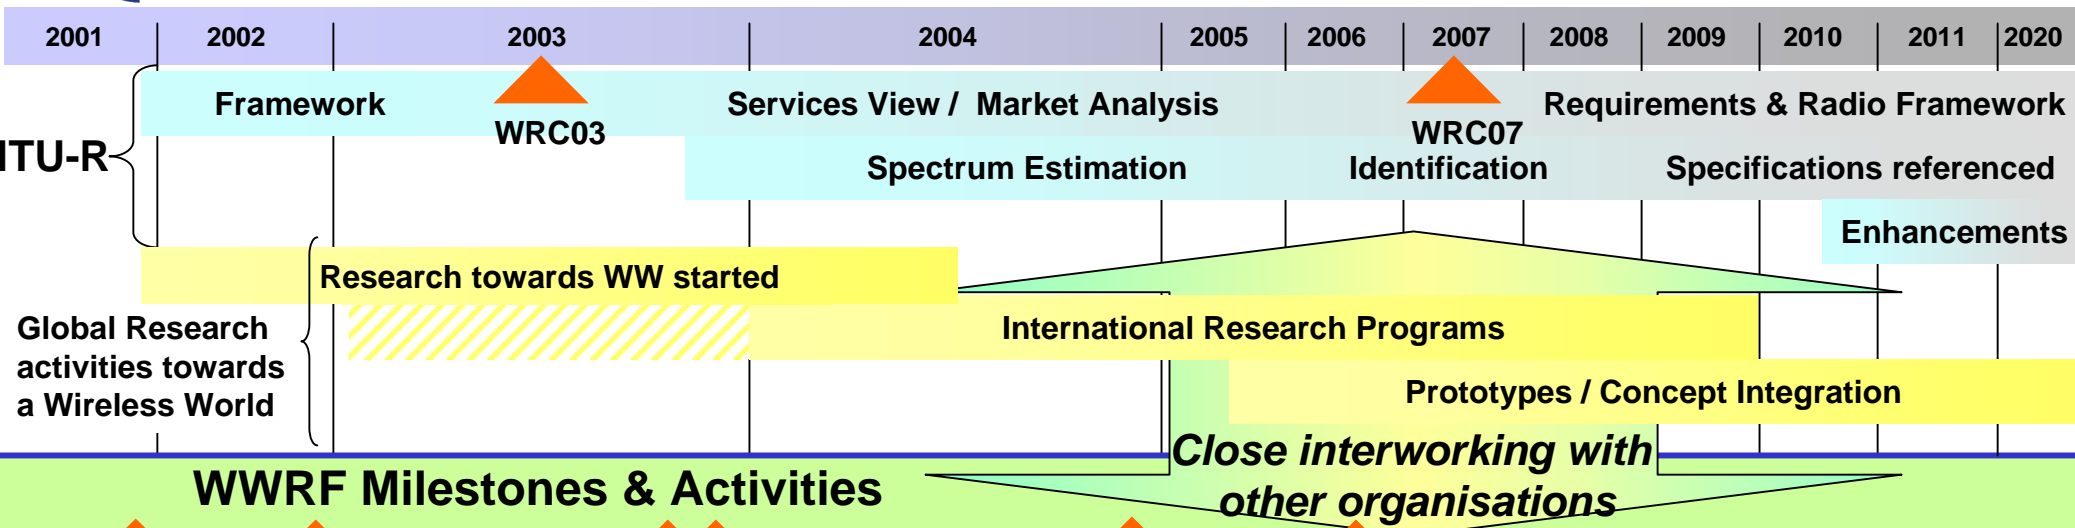 2001 2002 2003 2004 2005 2006 2007 2008 2009 2010 2011 2020
Framework Services View / Market Analysis Requirements & Radio Framework
WRC03 WRC07
ITU-R
Spectrum Estimation Identification Specifications referenced
Enhancements
Research towards WW started
Global Research
activities towards
a Wireless World
International Research Programs
Prototypes / Concept Integration
Close interworking with
other organisations
WWRF Milestones & Activities